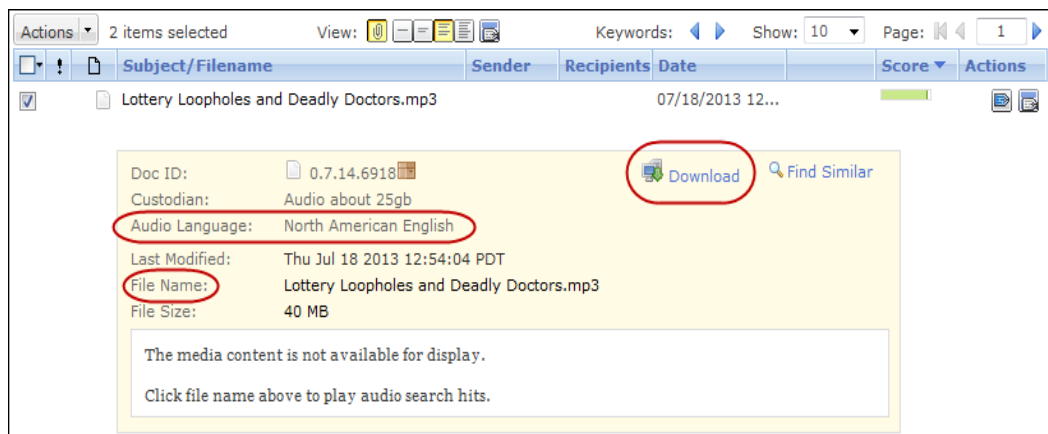 Actions 2 items selected View: Keywords: Show: 10 Page: 1
! Subject/Filename Sender Recipients Date Score Actions
Lottery Loopholes and Deadly Doctors.mp3 07/18/2013 12...
Doc ID: 0.7.14.6918 Download Find Similar
Custodian: Audio about 25gb
Audio Language: North American English
Last Modified: Thu Jul 18 2013 12:54:04 PDT
File Name: Lottery Loopholes and Deadly Doctors.mp3
File Size: 40 MB
The media content is not available for display.
Click file name above to play audio search hits.